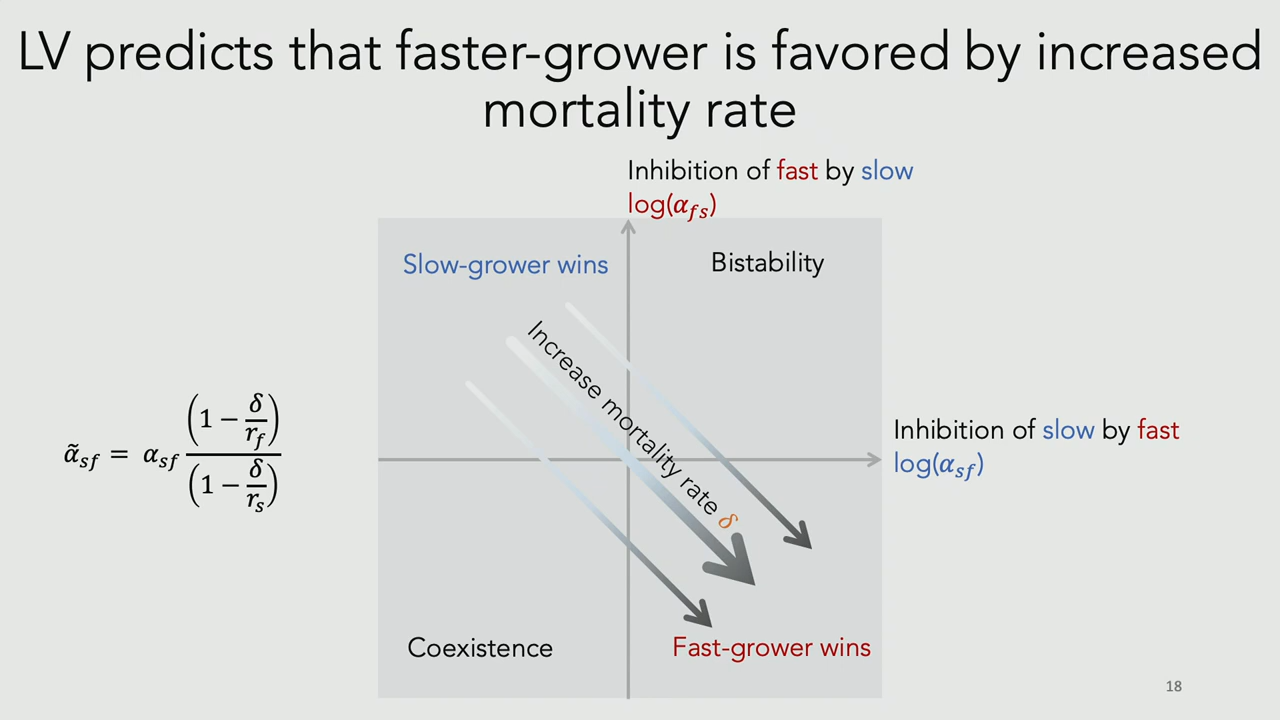 LV predicts that faster-grower is favored by increased
mortality rate
Inhibition of fast by slow
log(α_fs)
Slow-grower wins
Bistability
Increase mortality rate δ
α̃_sf = α_sf (1 − δ/r_f) / (1 − δ/r_s)
Inhibition of slow by fast
log(α_sf)
Coexistence
Fast-grower wins
18